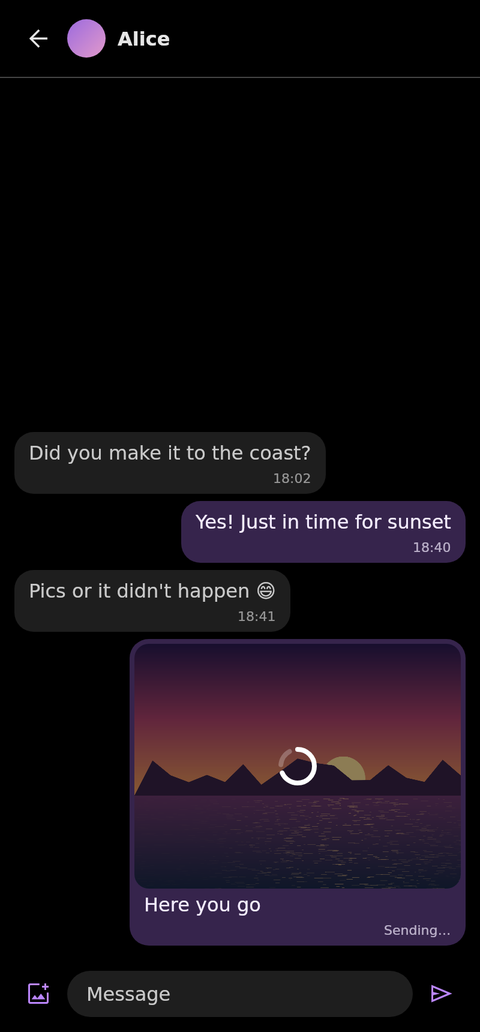 Alice
Did you make it to the coast?
18:02
Yes! Just in time for sunset
18:40
Pics or it didn't happen 😄
18:41
Here you go
Sending…
Message